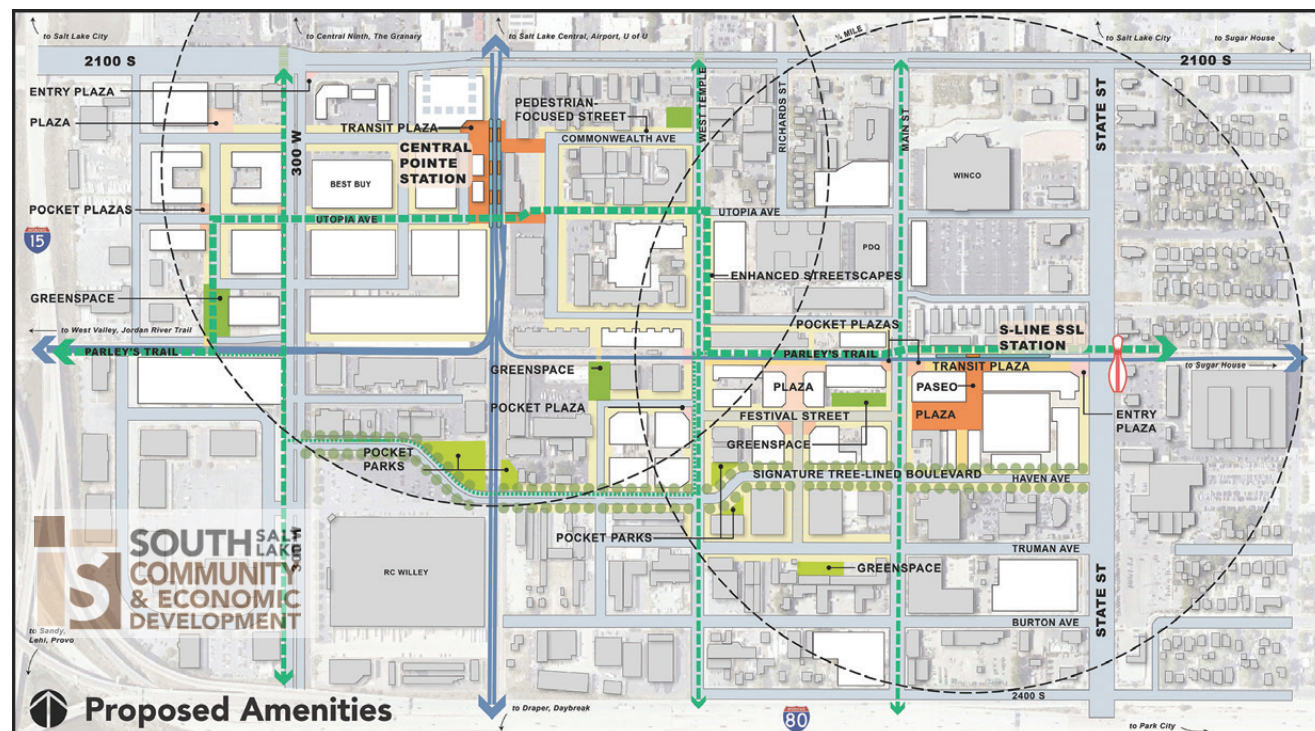 to Salt Lake City
to Central Ninth, The Granary
to Salt Lake Central, Airport, U of U
¼ MILE
to Salt Lake City
to Sugar House
2100 S
2100 S
ENTRY PLAZA
PLAZA
300 W
TRANSIT PLAZA
CENTRAL
POINTE
STATION
PEDESTRIAN-
FOCUSED STREET
COMMONWEALTH AVE
WEST TEMPLE
RICHARDS ST
MAIN ST
STATE ST
BEST BUY
WINCO
POCKET PLAZAS
UTOPIA AVE
UTOPIA AVE
15
PDQ
ENHANCED STREETSCAPES
GREENSPACE
POCKET PLAZAS
S-LINE SSL
STATION
to West Valley, Jordan River Trail
PARLEY'S TRAIL
PARLEY'S TRAIL
TRANSIT PLAZA
to Sugar House
GREENSPACE
PLAZA
PASEO
POCKET PLAZA
FESTIVAL STREET
PLAZA
ENTRY
PLAZA
GREENSPACE
POCKET
PARKS
SIGNATURE TREE-LINED BOULEVARD
HAVEN AVE
POCKET PARKS
TRUMAN AVE
300 W
RC WILLEY
GREENSPACE
STATE ST
BURTON AVE
SOUTH SALT LAKE
COMMUNITY
& ECONOMIC
DEVELOPMENT
to Sandy,
Lehi, Provo
2400 S
Proposed Amenities
to Draper, Daybreak
80
to Park City